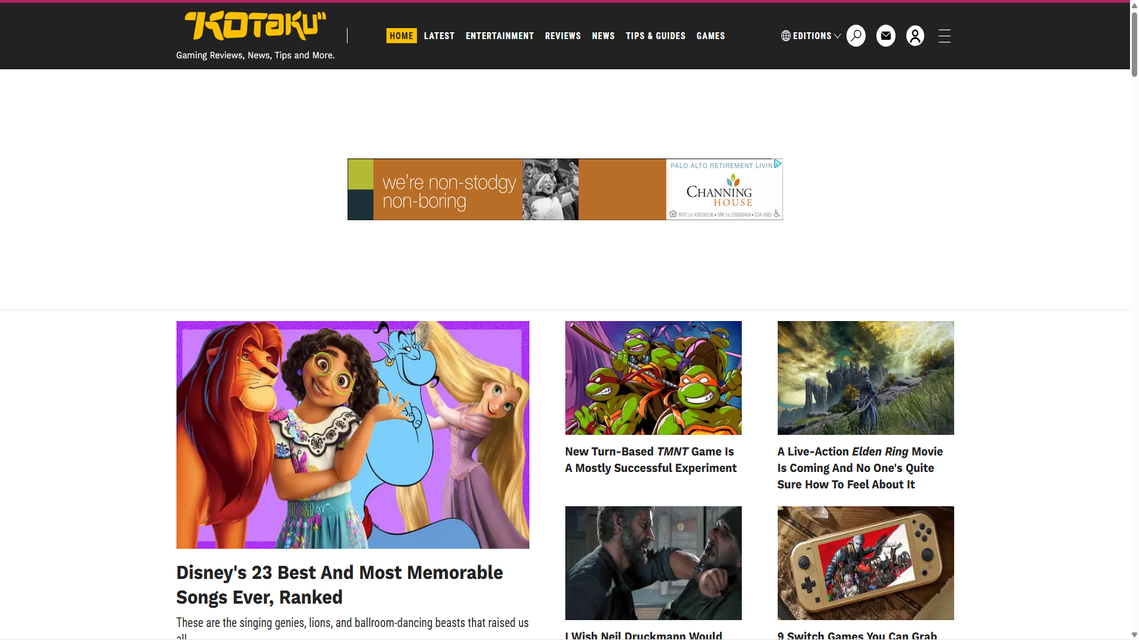 KOTAKU
Gaming Reviews, News, Tips and More.
HOME LATEST ENTERTAINMENT REVIEWS NEWS TIPS & GUIDES GAMES
EDITIONS
we're non-stodgy
non-boring
PALO ALTO RETIREMENT LIVIN
CHANNING
HOUSE
Disney's 23 Best And Most Memorable
Songs Ever, Ranked
These are the singing genies, lions, and ballroom-dancing beasts that raised us
all
New Turn-Based TMNT Game Is
A Mostly Successful Experiment
A Live-Action Elden Ring Movie
Is Coming And No One's Quite
Sure How To Feel About It
I Wish Neil Druckmann Would
9 Switch Games You Can Grab